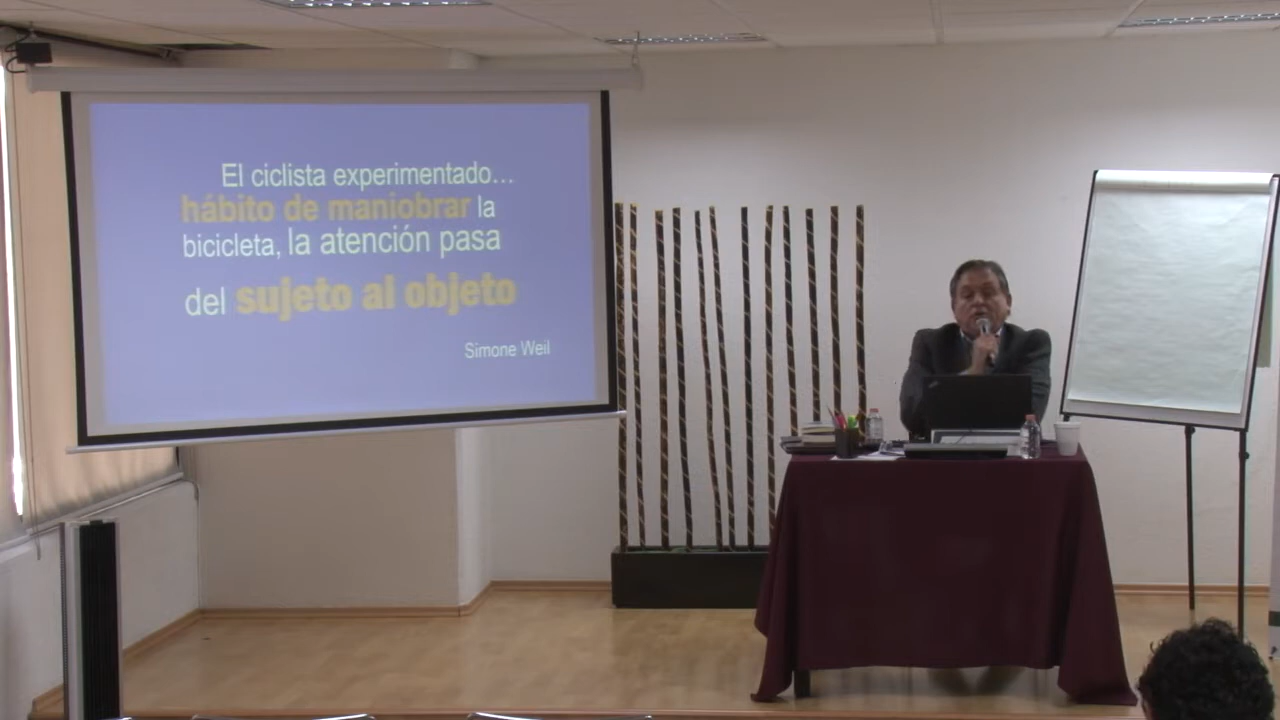 El ciclista experimentado...
hábito de maniobrar la
bicicleta, la atención pasa
del sujeto al objeto
Simone Weil